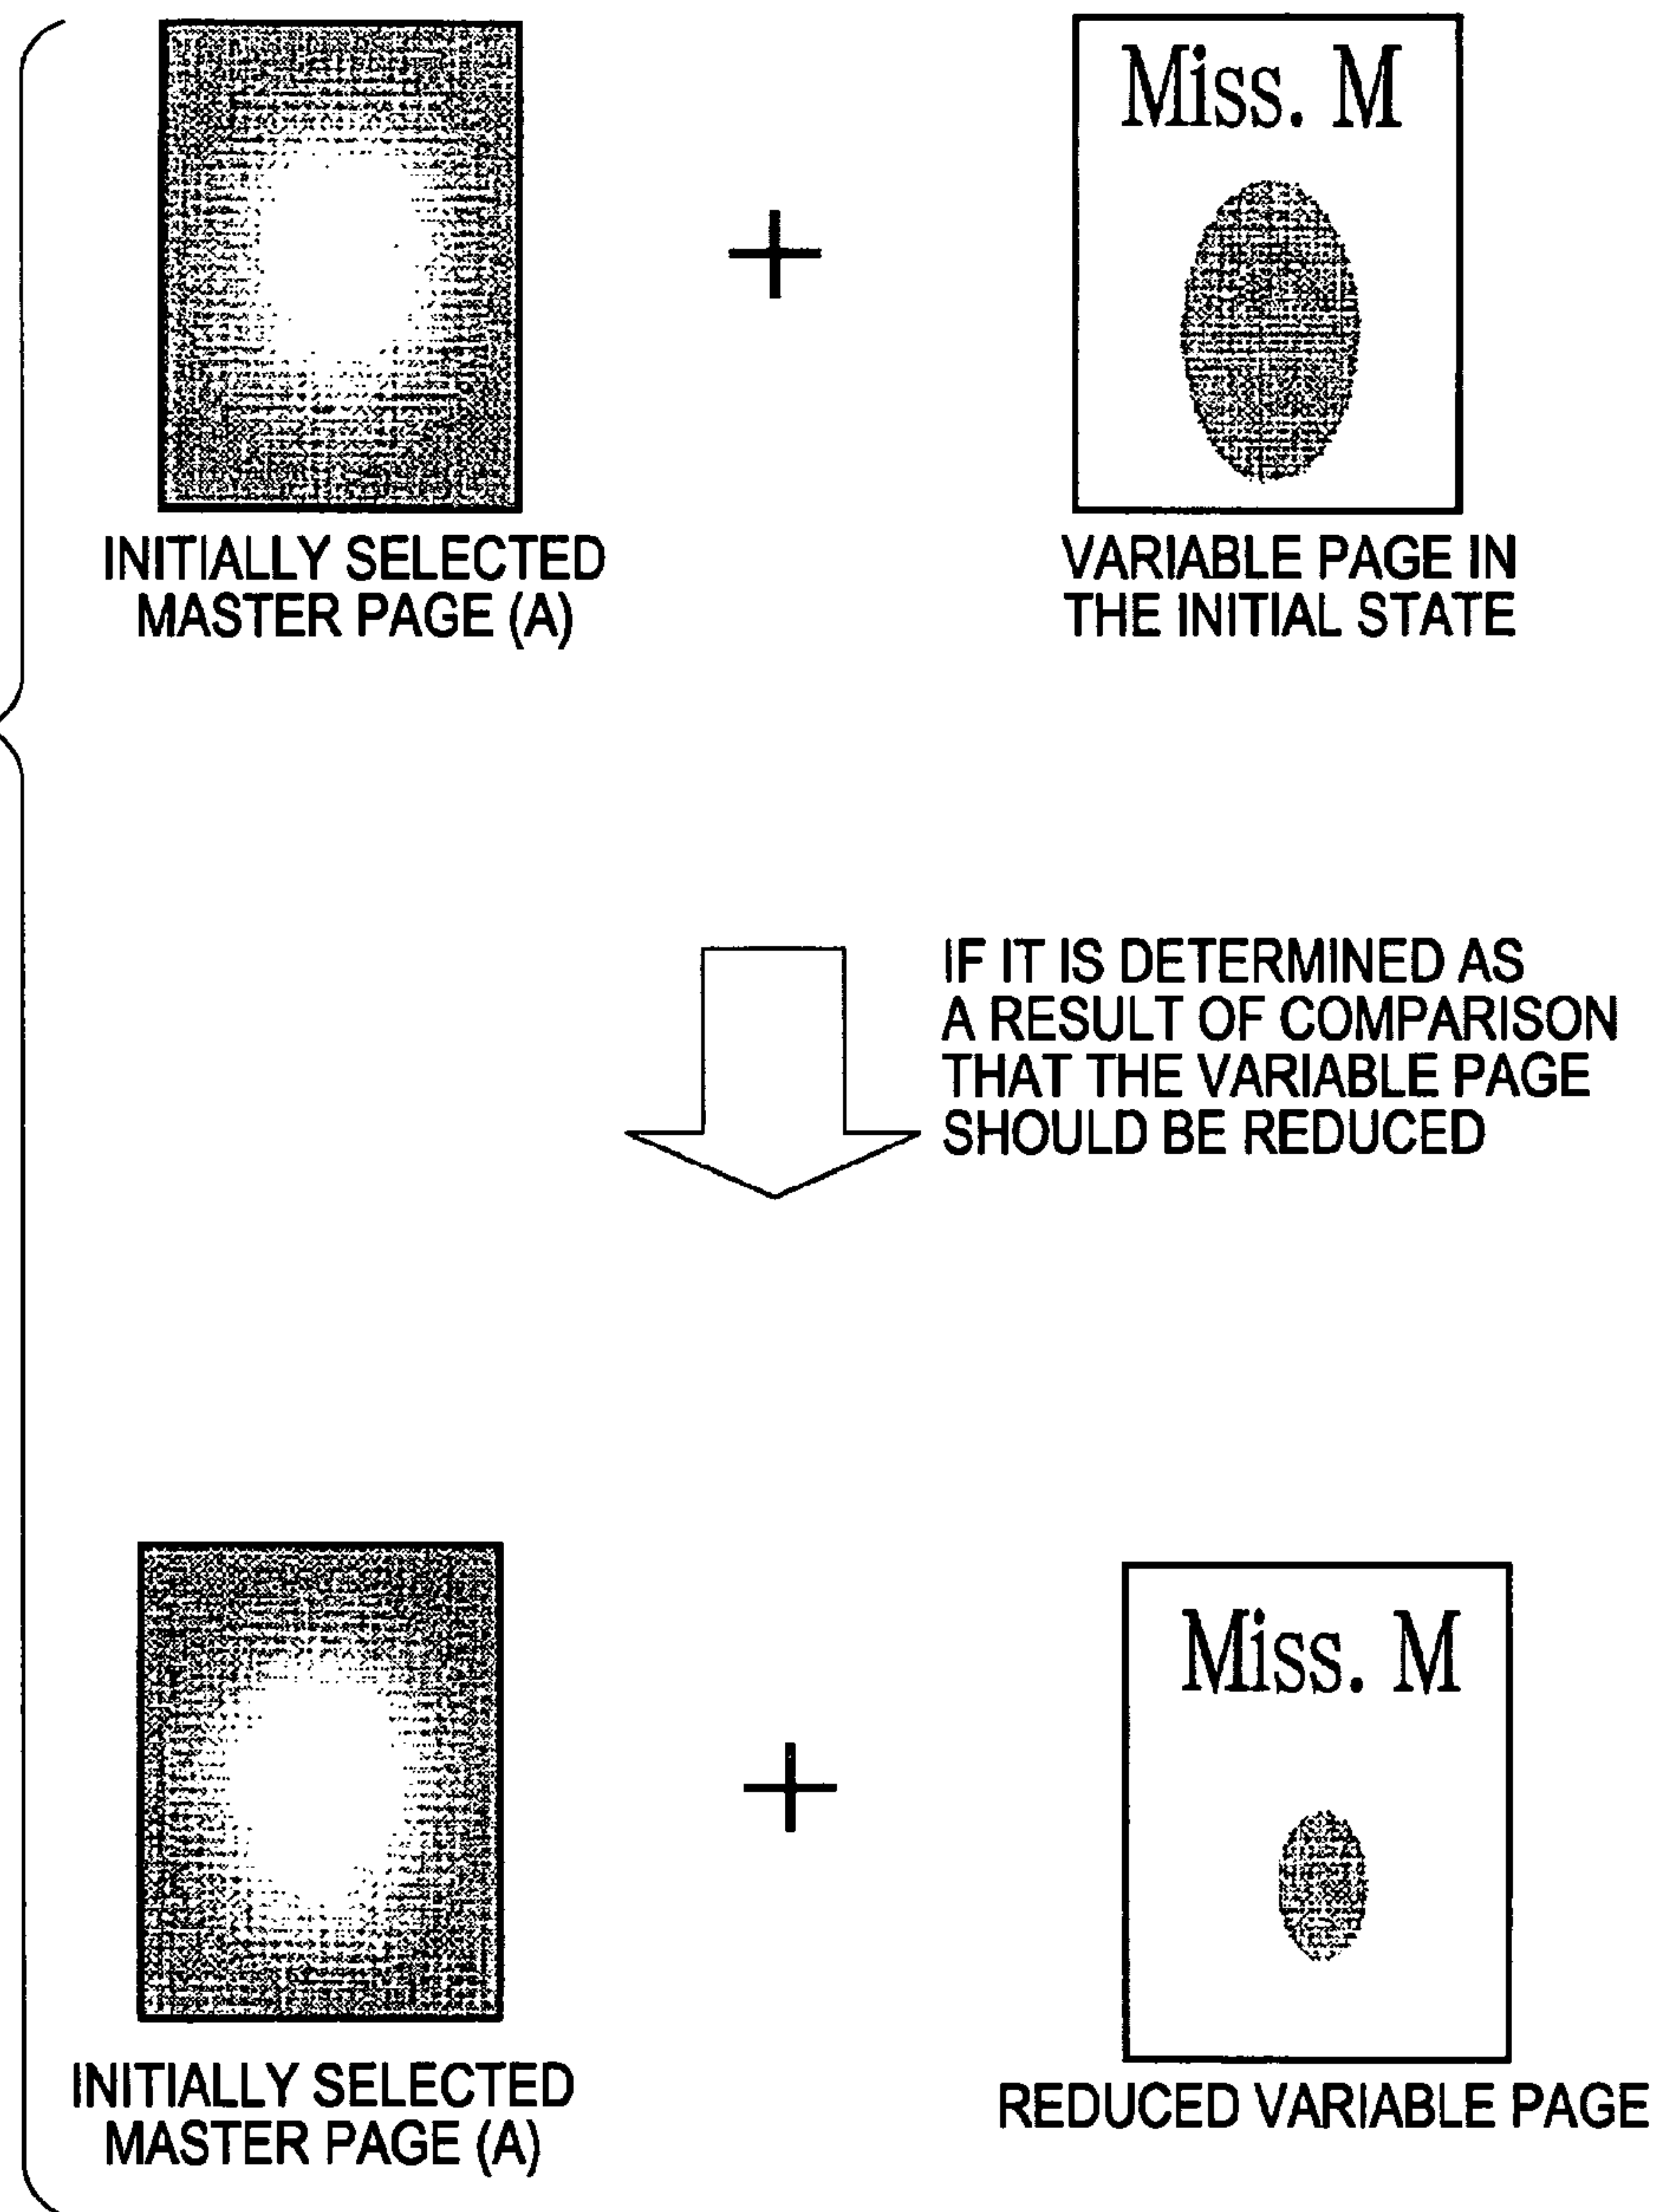 Miss. M
INITIALLY SELECTED
MASTER PAGE (A)
+
VARIABLE PAGE IN
THE INITIAL STATE
IF IT IS DETERMINED AS
A RESULT OF COMPARISON
THAT THE VARIABLE PAGE
SHOULD BE REDUCED
Miss. M
+
INITIALLY SELECTED
MASTER PAGE (A)
REDUCED VARIABLE PAGE